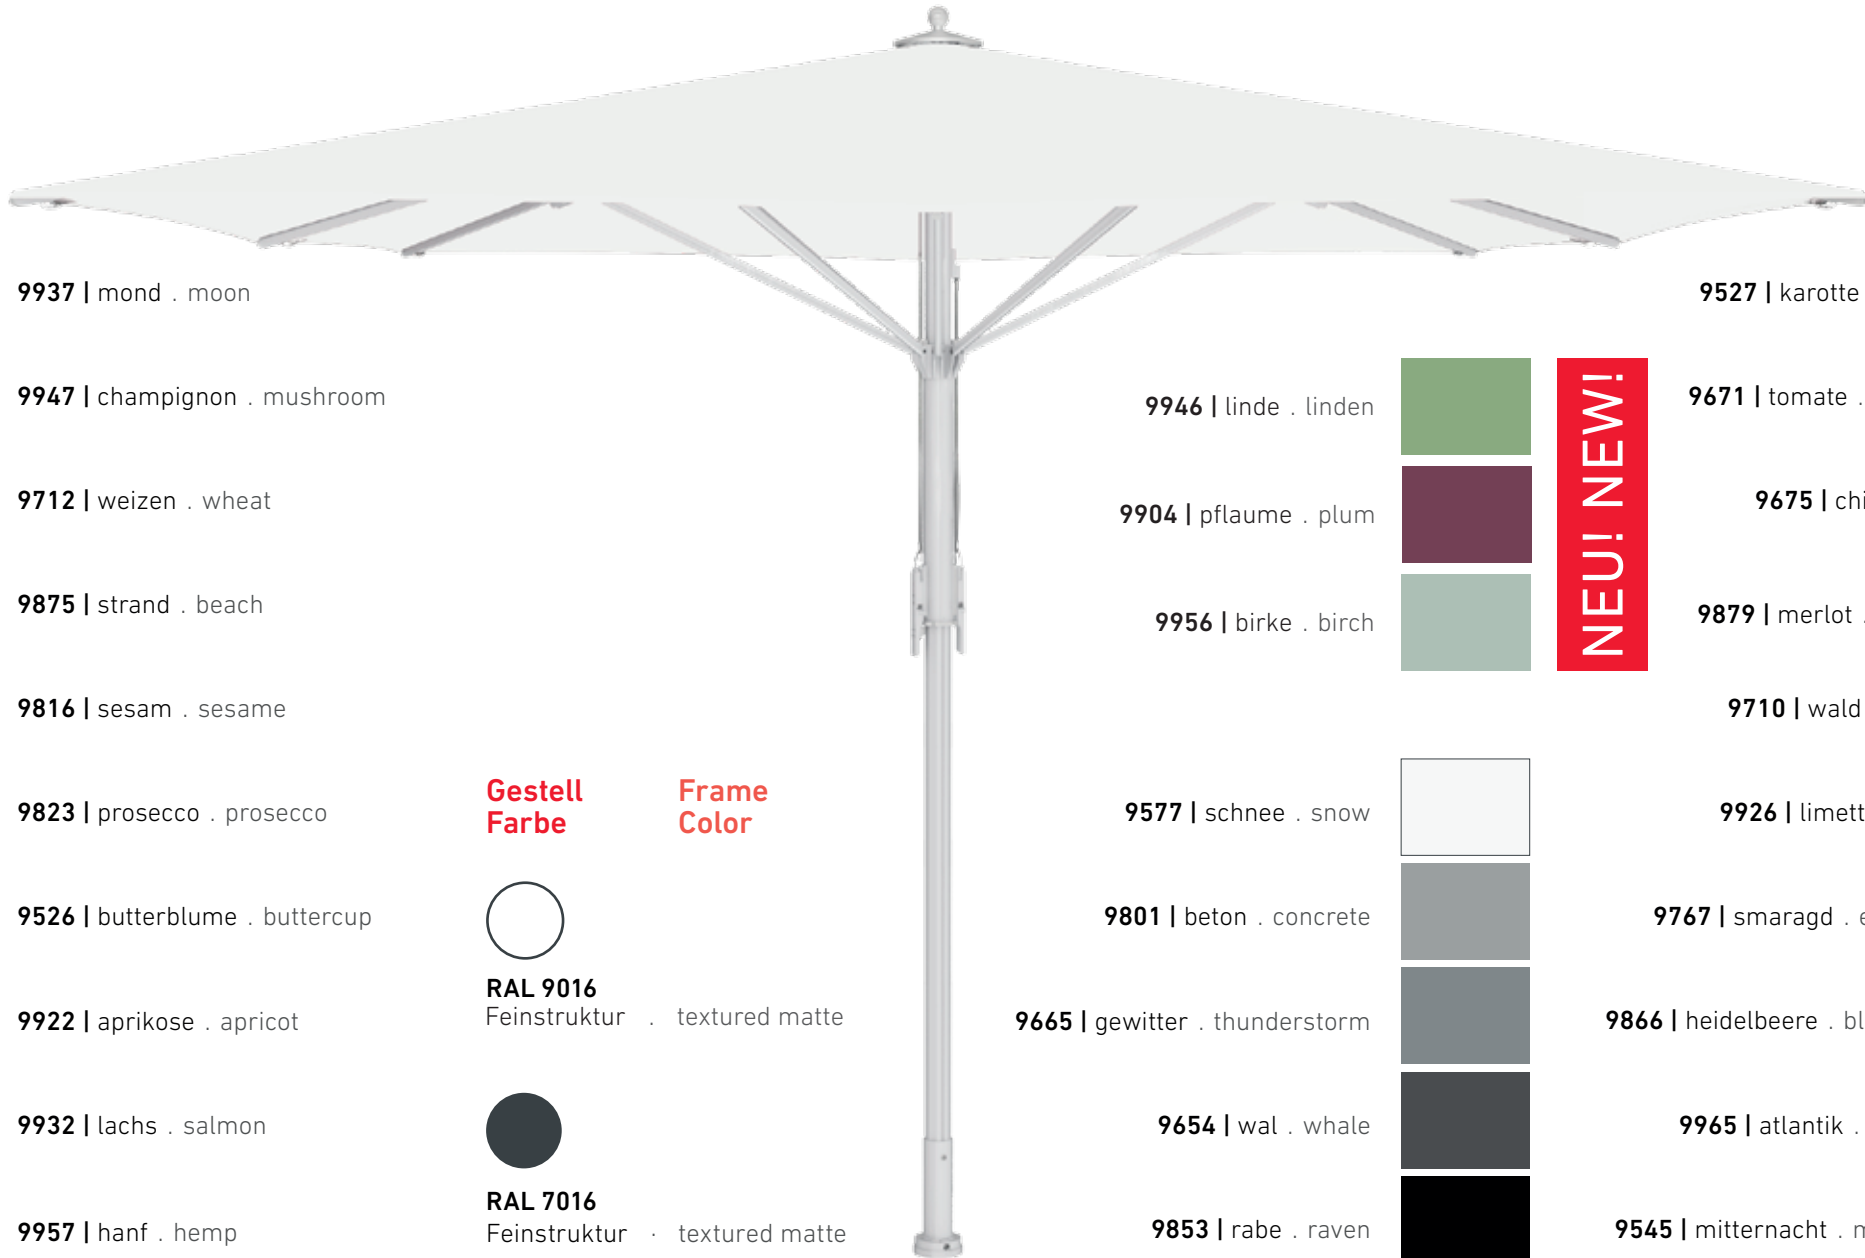 9937 | mond . moon
9947 | champignon . mushroom
9712 | weizen . wheat
9875 | strand . beach
9816 | sesam . sesame
9823 | prosecco . prosecco
9526 | butterblume . buttercup
9922 | aprikose . apricot
9932 | lachs . salmon
9957 | hanf . hemp
Gestell
Farbe
Frame
Color
RAL 9016
Feinstruktur . textured matte
RAL 7016
Feinstruktur · textured matte
9946 | linde . linden
9904 | pflaume . plum
9956 | birke . birch
NEU! NEW!
9577 | schnee . snow
9801 | beton . concrete
9665 | gewitter . thunderstorm
9654 | wal . whale
9853 | rabe . raven
9527 | karotte
9671 | tomate .
9675 |
9879 | merlot .
9710 | wald
9926 |
9767 | smaragd .
9866 | heidelbeere .
9965 | atlantik .
9545 | mitternacht .